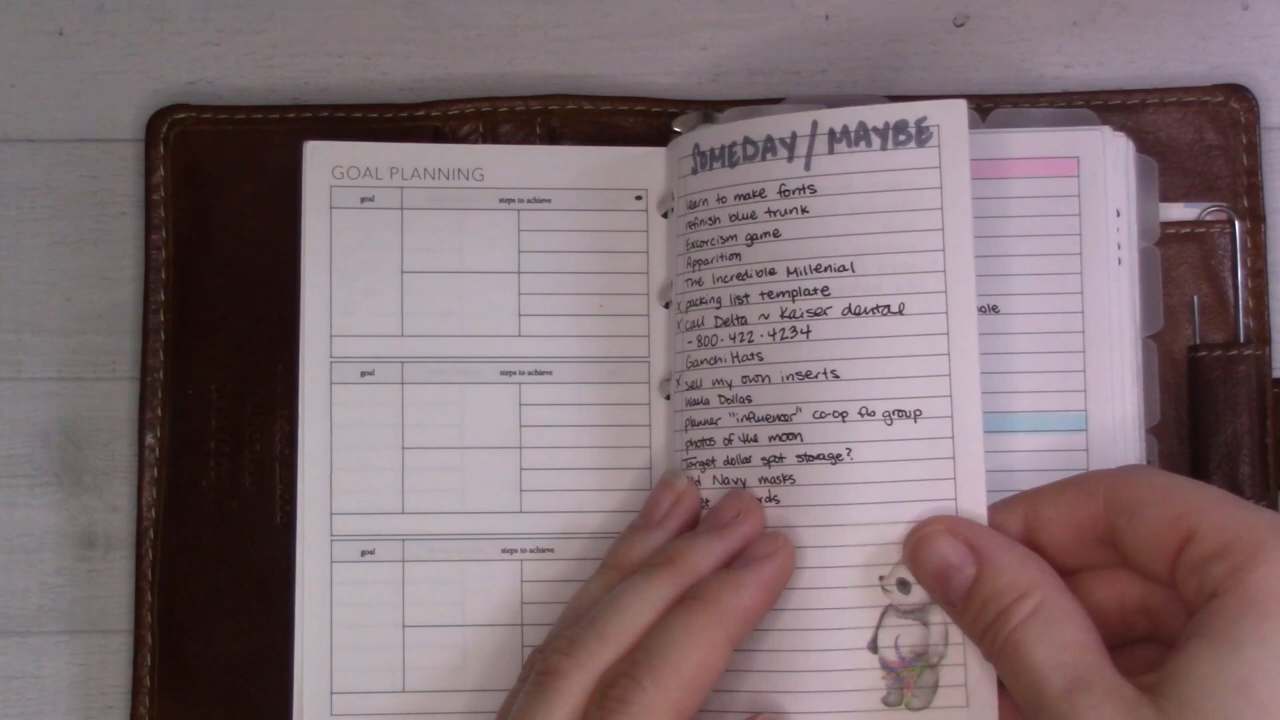 GOAL PLANNING
goal steps to achieve
goal steps to achieve
goal steps to achieve
SOMEDAY / MAYBE
learn to make fonts
refinish blue trunk
Excorcism game
Apparition
The Incredible Millenial
x packing list template
x call Delta ~ Kaiser dental
- 800 · 422 · 4234
Ganchi Hats
x sell my own inserts
Dollas
planner "influencer" co-op fb group
photos of the moon
Target dollar spot storage?
Navy masks